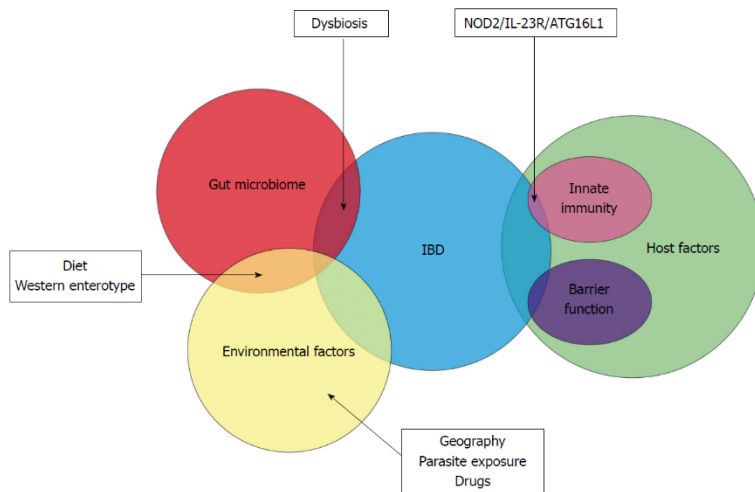 Dysbiosis
NOD2/IL-23R/ATG16L1
Gut microbiome
Innate
immunity
IBD
Host factors
Diet
Western enterotype
Barrier
function
Environmental factors
Geography
Parasite exposure
Drugs